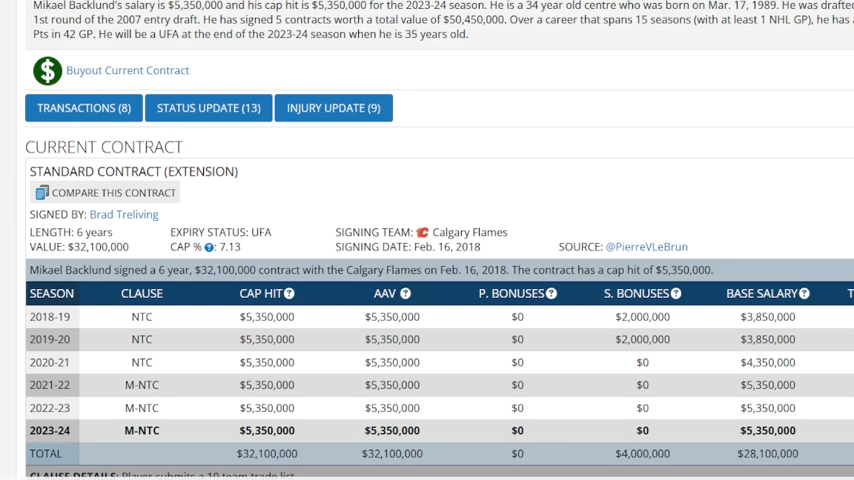 Mikael Backlund's salary is $5,350,000 and his cap hit is $5,350,000 for the 2023-24 season. He is a 34 year old centre who was born on Mar. 17, 1989. He was drafted
1st round of the 2007 entry draft. He has signed 5 contracts worth a total value of $50,450,000. Over a career that spans 15 seasons (with at least 1 NHL GP), he has
Pts in 42 GP. He will be a UFA at the end of the 2023-24 season when he is 35 years old.
Buyout Current Contract
TRANSACTIONS (8) STATUS UPDATE (13) INJURY UPDATE (9)
CURRENT CONTRACT
STANDARD CONTRACT (EXTENSION)
COMPARE THIS CONTRACT
SIGNED BY: Brad Treliving
LENGTH: 6 years EXPIRY STATUS: UFA SIGNING TEAM: Calgary Flames
VALUE: $32,100,000 CAP % ?: 7.13 SIGNING DATE: Feb. 16, 2018 SOURCE: @PierreVLeBrun
Mikael Backlund signed a 6 year, $32,100,000 contract with the Calgary Flames on Feb. 16, 2018. The contract has a cap hit of $5,350,000.
SEASON CLAUSE CAP HIT ? AAV ? P. BONUSES ? S. BONUSES ? BASE SALARY ? T
2018-19 NTC $5,350,000 $5,350,000 $0 $2,000,000 $3,850,000
2019-20 NTC $5,350,000 $5,350,000 $0 $2,000,000 $3,850,000
2020-21 NTC $5,350,000 $5,350,000 $0 $0 $4,350,000
2021-22 M-NTC $5,350,000 $5,350,000 $0 $0 $5,350,000
2022-23 M-NTC $5,350,000 $5,350,000 $0 $0 $5,350,000
2023-24 M-NTC $5,350,000 $5,350,000 $0 $0 $5,350,000
TOTAL $32,100,000 $32,100,000 $0 $4,000,000 $28,100,000
CLAUSE DETAILS: Player submits a 10 team trade list